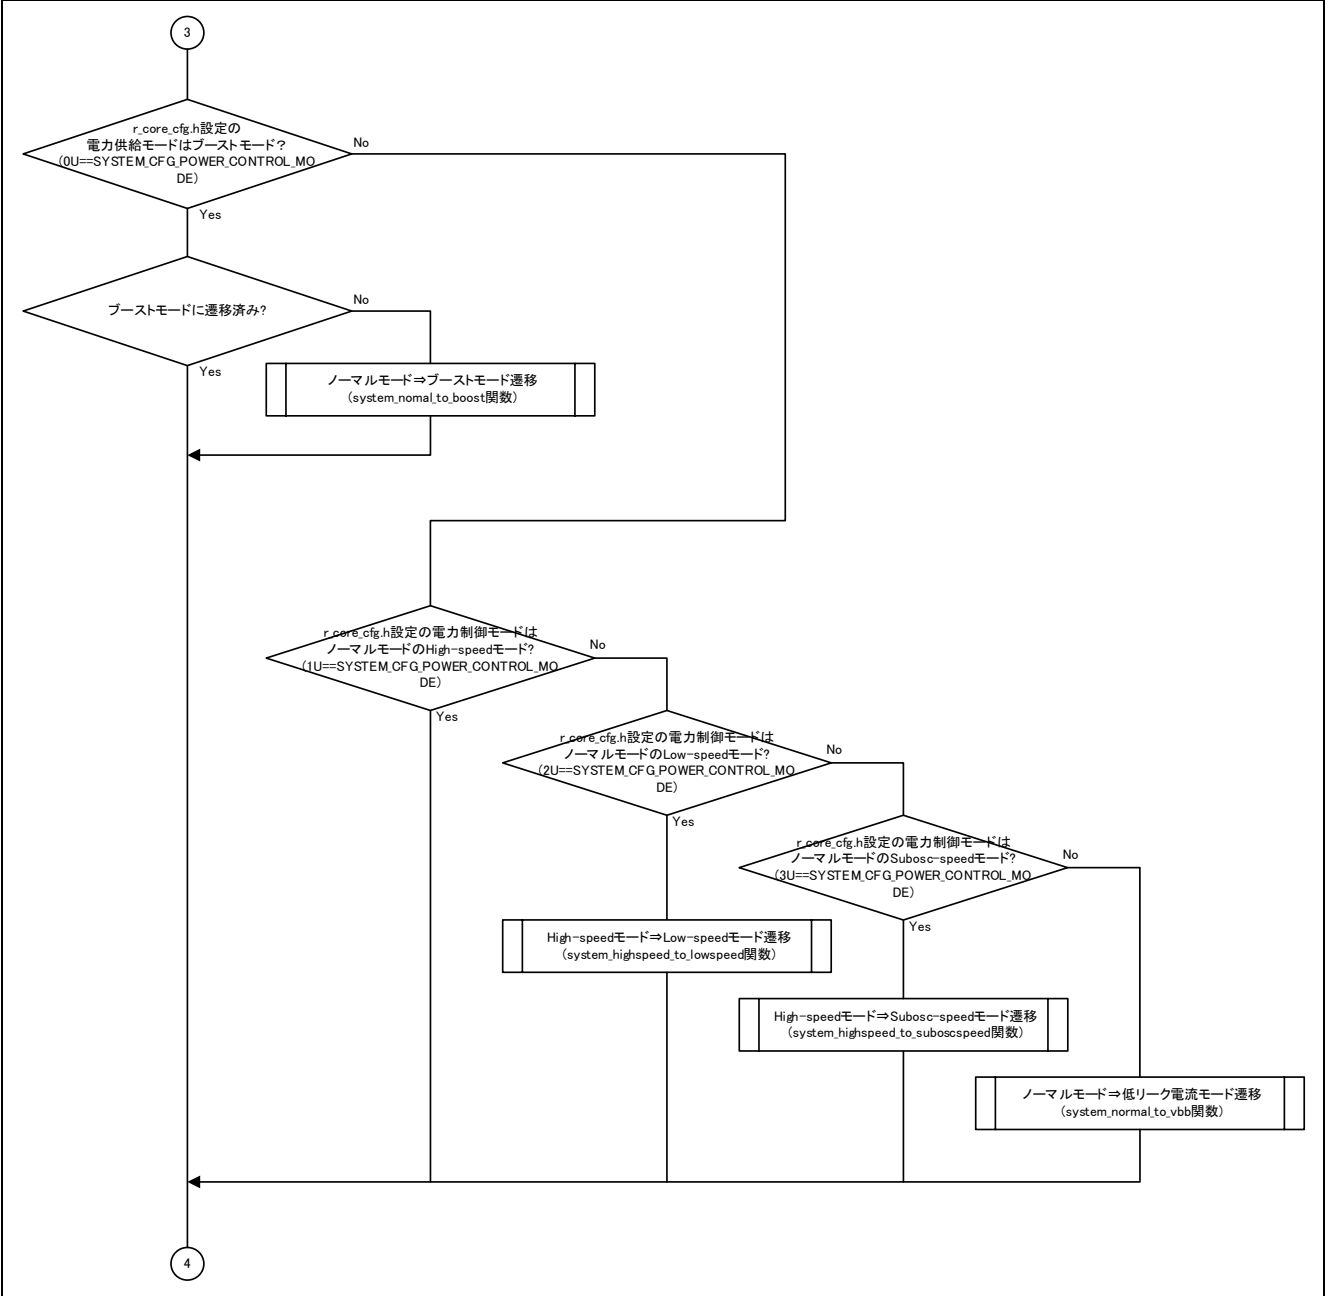 3
r_core_cfg.h設定の
電力供給モードはブーストモード?
(0U==SYSTEM_CFG_POWER_CONTROL_MO
DE)
No
Yes
ブーストモードに遷移済み?
No
Yes
ノーマルモード⇒ブーストモード遷移
(system_nomal_to_boost関数)
r_core_cfg.h設定の電力制御モードは
ノーマルモードのHigh-speedモード?
(1U==SYSTEM_CFG_POWER_CONTROL_MO
DE)
No
Yes
r_core_cfg.h設定の電力制御モードは
ノーマルモードのLow-speedモード?
(2U==SYSTEM_CFG_POWER_CONTROL_MO
DE)
No
Yes
r_core_cfg.h設定の電力制御モードは
ノーマルモードのSubosc-speedモード?
(3U==SYSTEM_CFG_POWER_CONTROL_MO
DE)
No
Yes
High-speedモード⇒Low-speedモード遷移
(system_highspeed_to_lowspeed関数)
High-speedモード⇒Subosc-speedモード遷移
(system_highspeed_to_suboscspeed関数)
ノーマルモード⇒低リーク電流モード遷移
(system_normal_to_vbb関数)
4